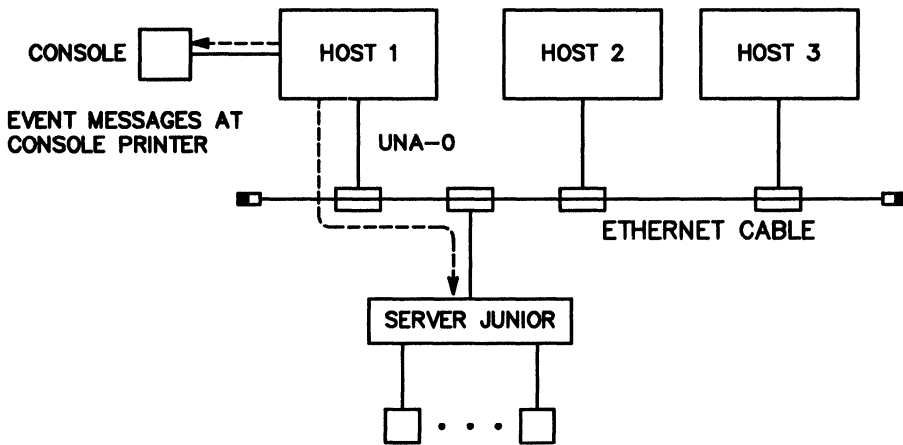 CONSOLE
HOST 1
HOST 2
HOST 3
EVENT MESSAGES AT
CONSOLE PRINTER
UNA-0
ETHERNET CABLE
SERVER JUNIOR